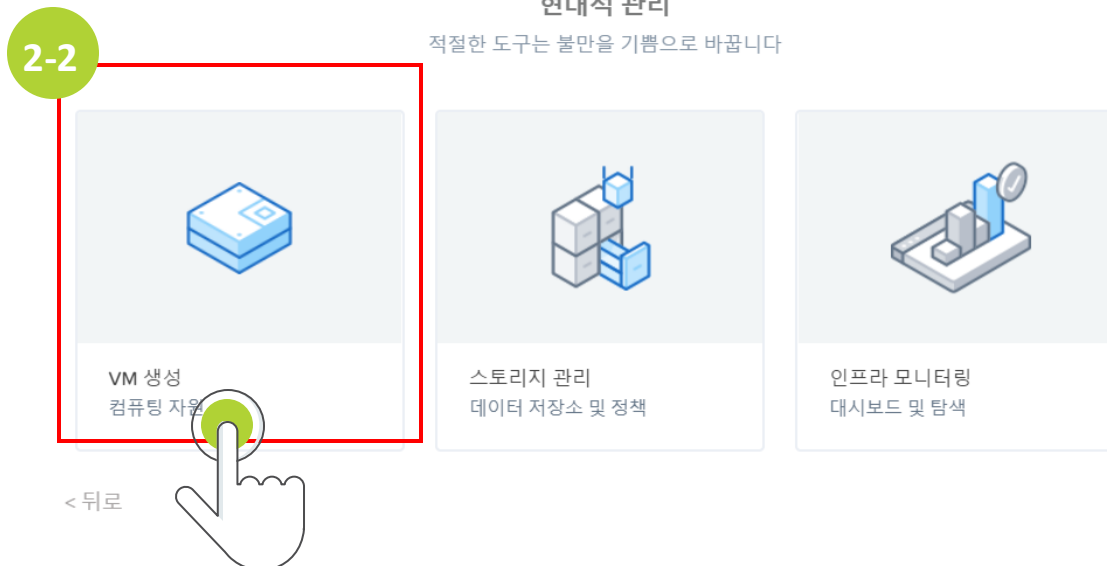 현대적 관리
적절한 도구는 불만을 기쁨으로 바꿉니다
2-2
VM 생성
컴퓨팅 자원
스토리지 관리
데이터 저장소 및 정책
인프라 모니터링
대시보드 및 탐색
< 뒤로